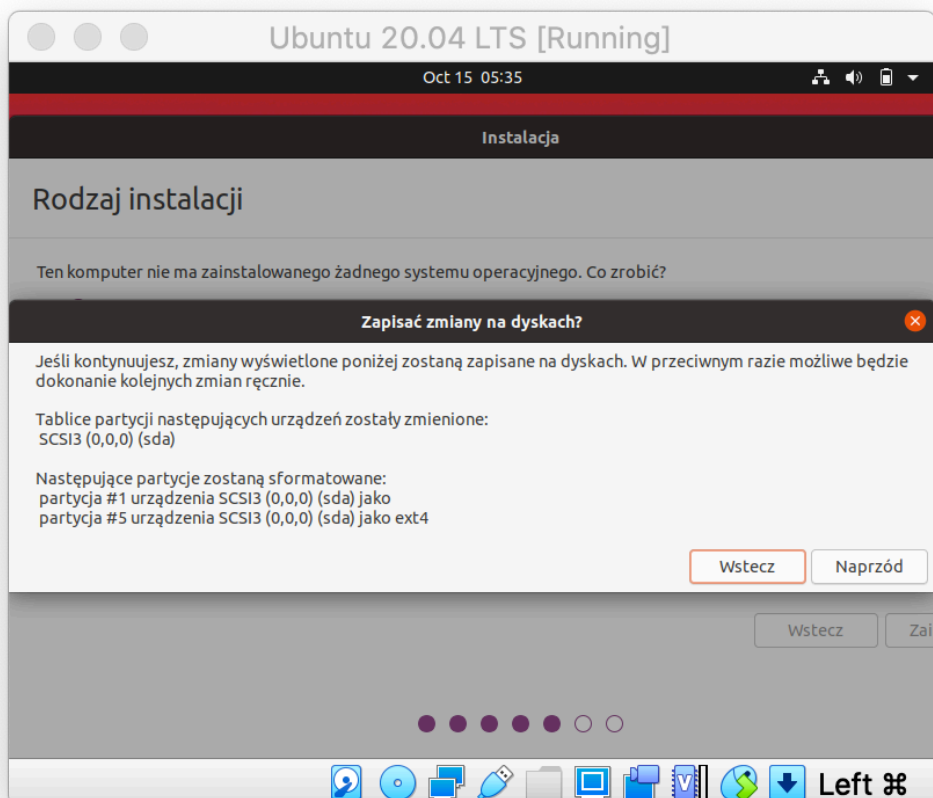 Ubuntu 20.04 LTS [Running]
Oct 15 05:35
Instalacja
Rodzaj instalacji
Ten komputer nie ma zainstalowanego żadnego systemu operacyjnego. Co zrobić?
Zapisać zmiany na dyskach?
Jeśli kontynuujesz, zmiany wyświetlone poniżej zostaną zapisane na dyskach. W przeciwnym razie możliwe będzie
dokonanie kolejnych zmian ręcznie.
Tablice partycji następujących urządzeń zostały zmienione:
SCSI3 (0,0,0) (sda)
Następujące partycje zostaną sformatowane:
partycja #1 urządzenia SCSI3 (0,0,0) (sda) jako
partycja #5 urządzenia SCSI3 (0,0,0) (sda) jako ext4
Wstecz Naprzód
Wstecz Zai
Left ⌘